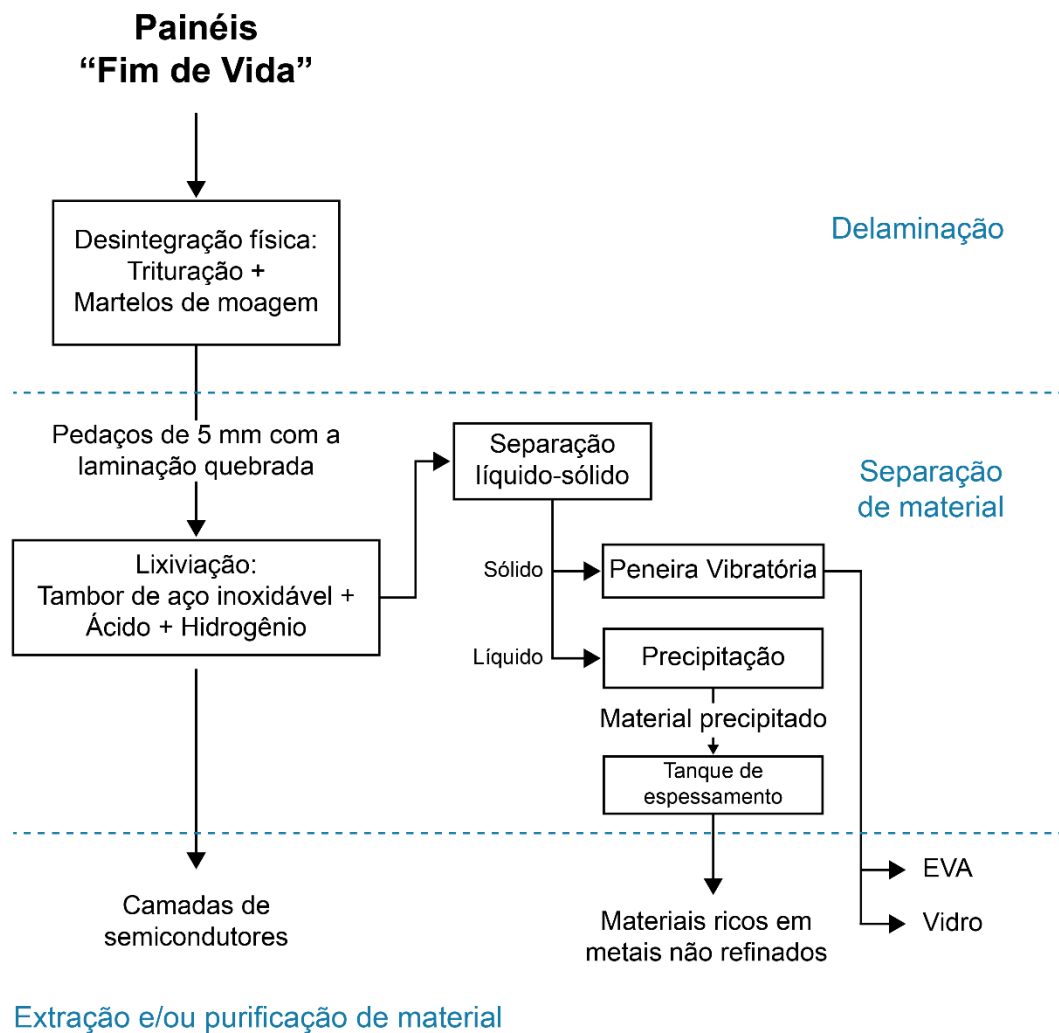 Painéis
“Fim de Vida”
Desintegração física:
Trituração +
Martelos de moagem
Delaminação
Pedaços de 5 mm com a
laminação quebrada
Separação
líquido-sólido
Separação
de material
Lixiviação:
Tambor de aço inoxidável +
Ácido + Hidrogênio
Sólido
Peneira Vibratória
Líquido
Precipitação
Material precipitado
Tanque de
espessamento
Camadas de
semicondutores
Materiais ricos em
metais não refinados
EVA
Vidro
Extração e/ou purificação de material